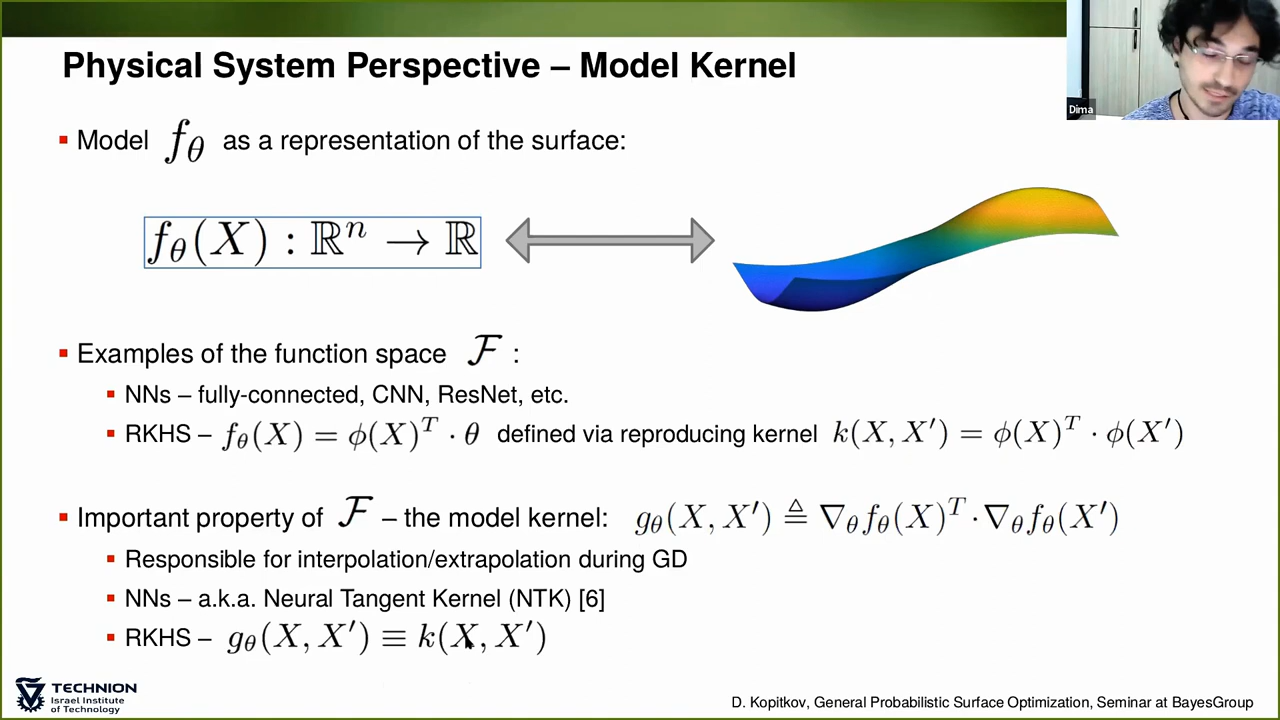 Physical System Perspective – Model Kernel
Dima
▪ Model f_θ as a representation of the surface:
f_θ(X) : ℝⁿ → ℝ
▪ Examples of the function space ℱ :
▪ NNs – fully-connected, CNN, ResNet, etc.
▪ RKHS – f_θ(X) = ϕ(X)ᵀ · θ defined via reproducing kernel k(X, X′) = ϕ(X)ᵀ · ϕ(X′)
▪ Important property of ℱ – the model kernel: g_θ(X, X′) ≜ ∇_θ f_θ(X)ᵀ · ∇_θ f_θ(X′)
▪ Responsible for interpolation/extrapolation during GD
▪ NNs – a.k.a. Neural Tangent Kernel (NTK) [6]
▪ RKHS – g_θ(X, X′) ≡ k(X, X′)
TECHNION
Israel Institute
of Technology
D. Kopitkov, General Probabilistic Surface Optimization, Seminar at BayesGroup